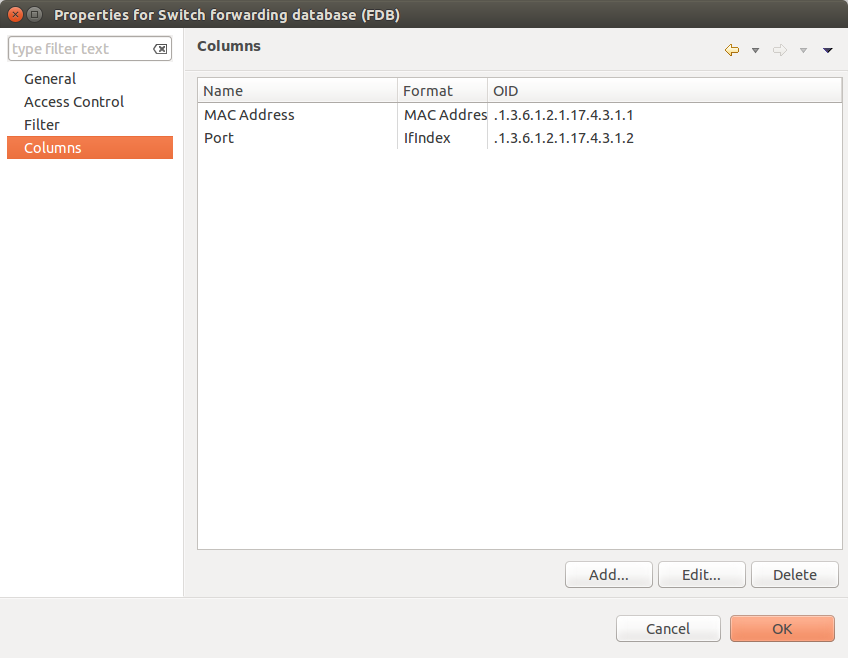 Properties for Switch forwarding database (FDB)
type filter text
Columns
General
Access Control
Filter
Columns
Name Format OID
MAC Address MAC Addres .1.3.6.1.2.1.17.4.3.1.1
Port IfIndex .1.3.6.1.2.1.17.4.3.1.2
Add... Edit... Delete
Cancel OK